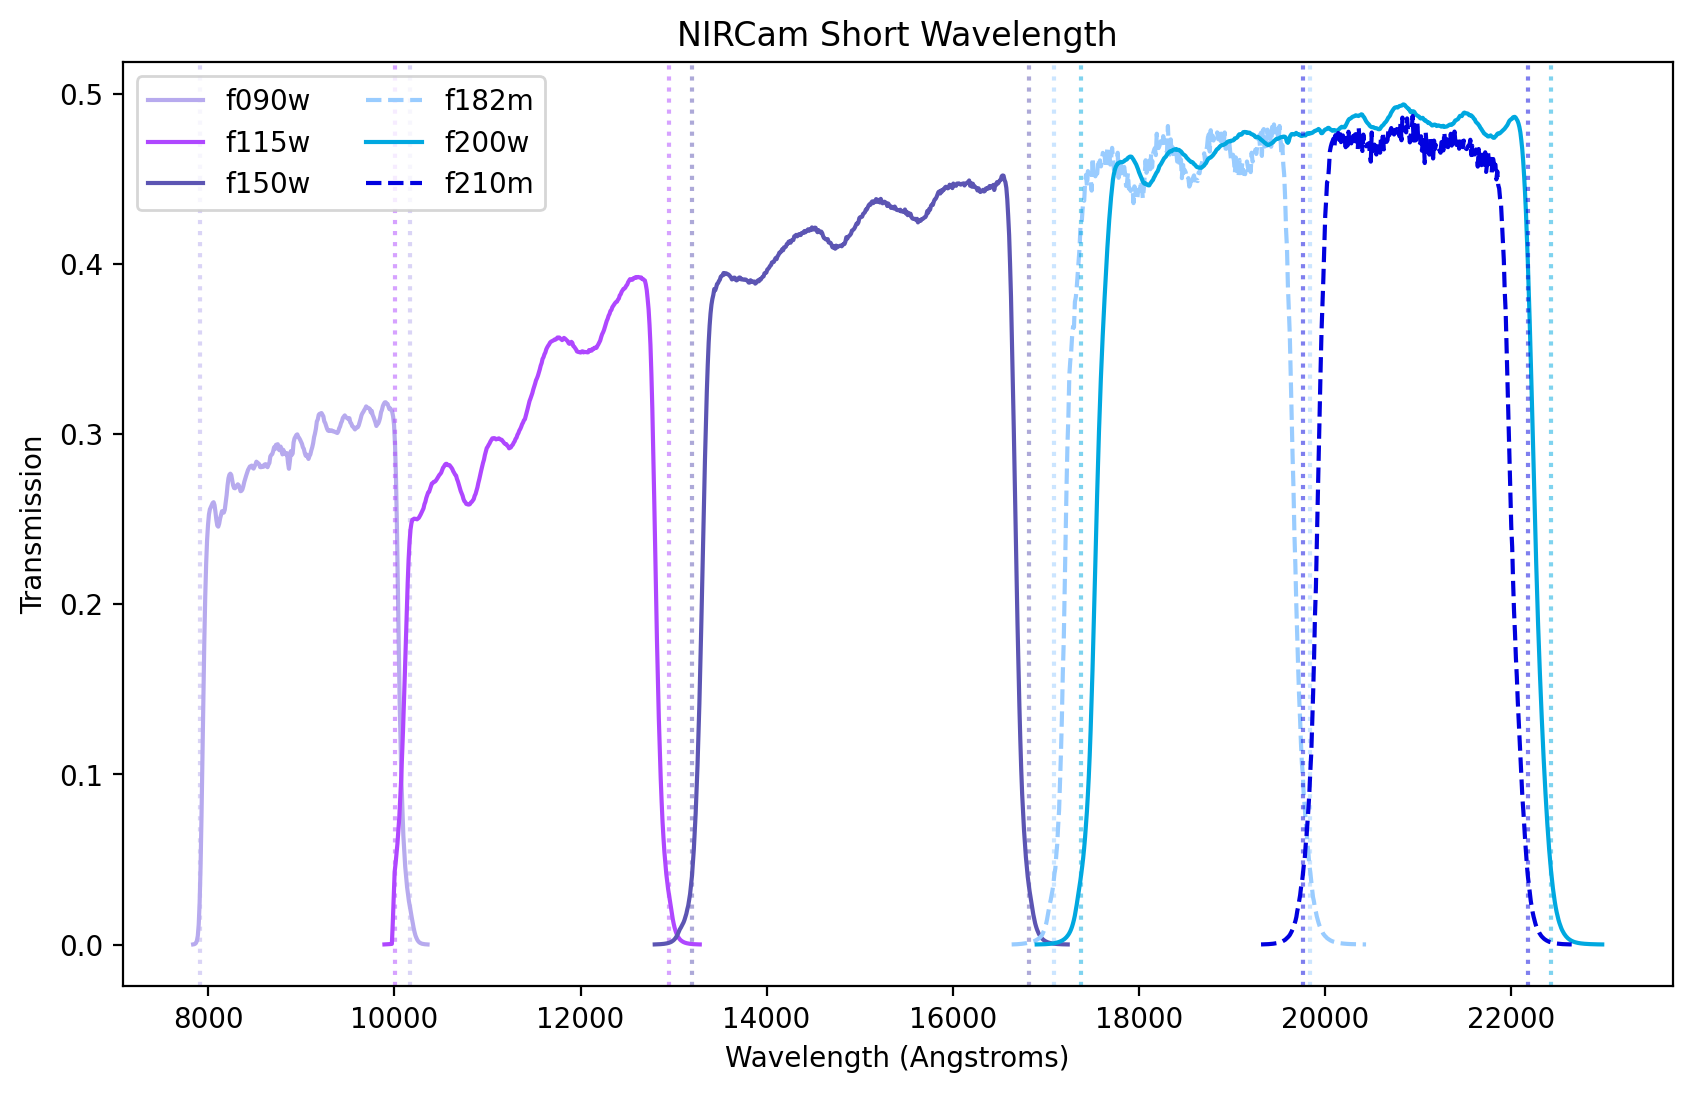 NIRCam Short Wavelength
f090w
f115w
f150w
f182m
f200w
f210m
Transmission
0.5
0.4
0.3
0.2
0.1
0.0
8000 10000 12000 14000 16000 18000 20000 22000
Wavelength (Angstroms)